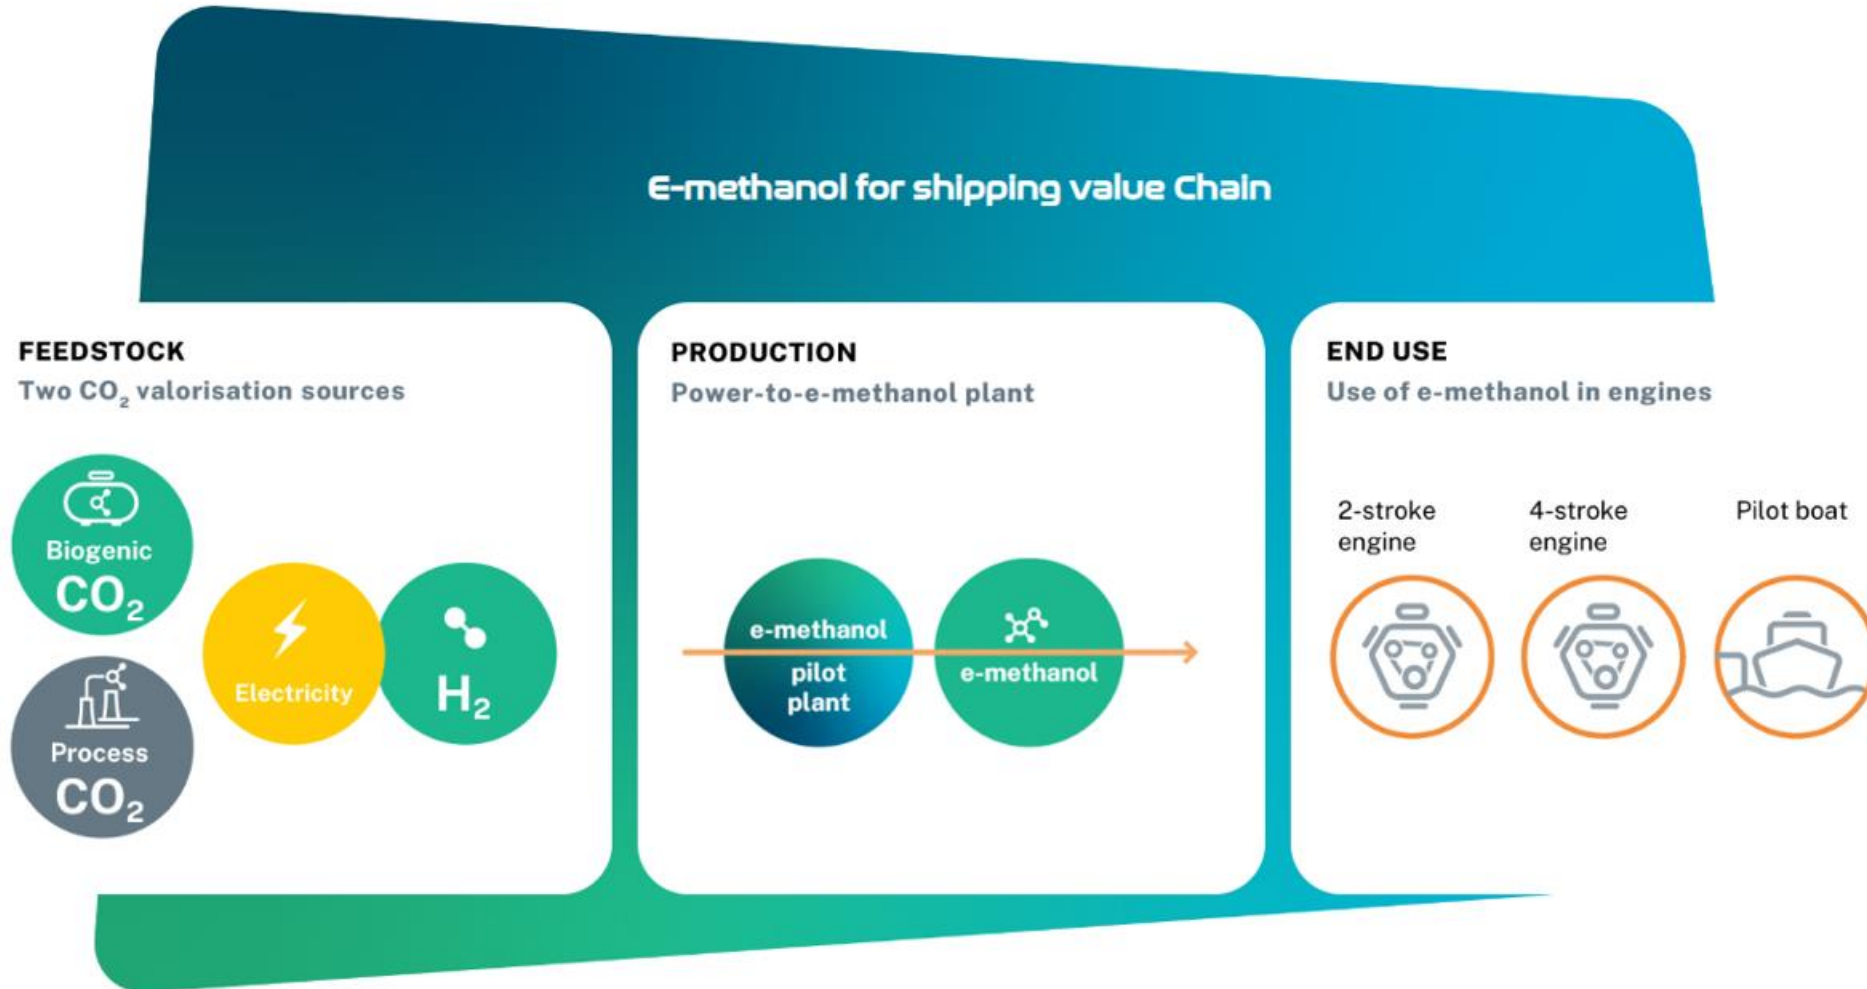 E-methanol for shipping value Chain
FEEDSTOCK
Two CO₂ valorisation sources
Biogenic
CO₂
Process
CO₂
Electricity
H₂
PRODUCTION
Power-to-e-methanol plant
e-methanol
pilot
plant
e-methanol
END USE
Use of e-methanol in engines
2-stroke
engine
4-stroke
engine
Pilot boat